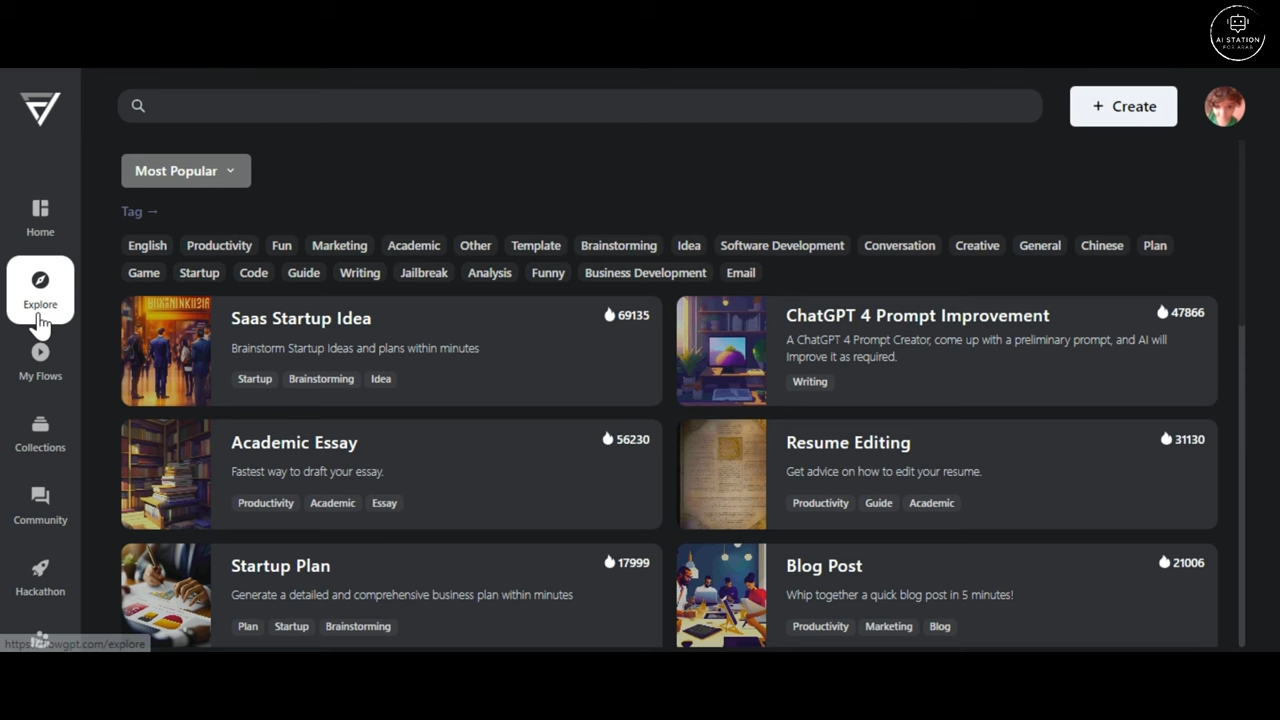 AI STATION
FOR ARAB
+ Create
Most Popular
Tag →
Home
English Productivity Fun Marketing Academic Other Template Brainstorming Idea Software Development Conversation Creative General Chinese Plan
Game Startup Code Guide Writing Jailbreak Analysis Funny Business Development Email
Explore
My Flows
Collections
Community
Hackathon
Saas Startup Idea
69135
Brainstorm Startup Ideas and plans within minutes
Startup Brainstorming Idea
ChatGPT 4 Prompt Improvement
47866
A ChatGPT 4 Prompt Creator, come up with a preliminary prompt, and AI will
Improve it as required.
Writing
Academic Essay
56230
Fastest way to draft your essay.
Productivity Academic Essay
Resume Editing
31130
Get advice on how to edit your resume.
Productivity Guide Academic
Startup Plan
17999
Generate a detailed and comprehensive business plan within minutes
Plan Startup Brainstorming
Blog Post
21006
Whip together a quick blog post in 5 minutes!
Productivity Marketing Blog